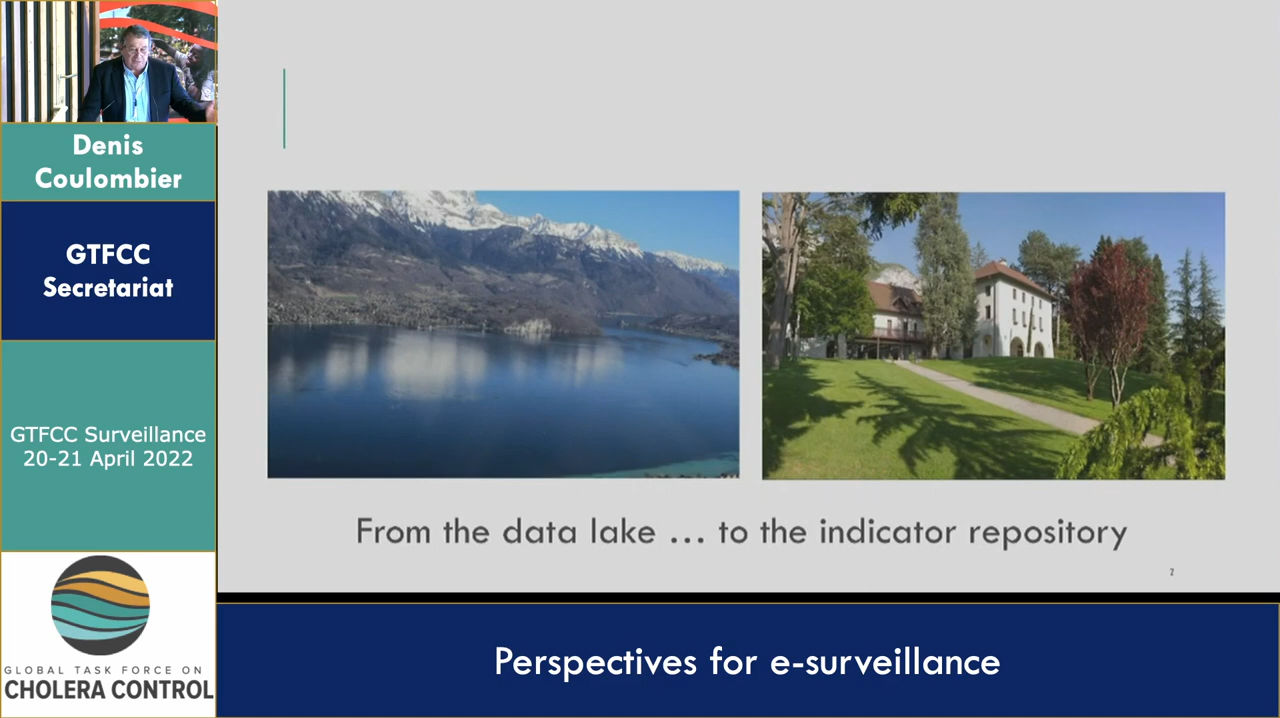 Denis
Coulombier
GTFCC
Secretariat
GTFCC Surveillance
20-21 April 2022
GLOBAL TASK FORCE ON
CHOLERA CONTROL
From the data lake … to the indicator repository
7
Perspectives for e-surveillance